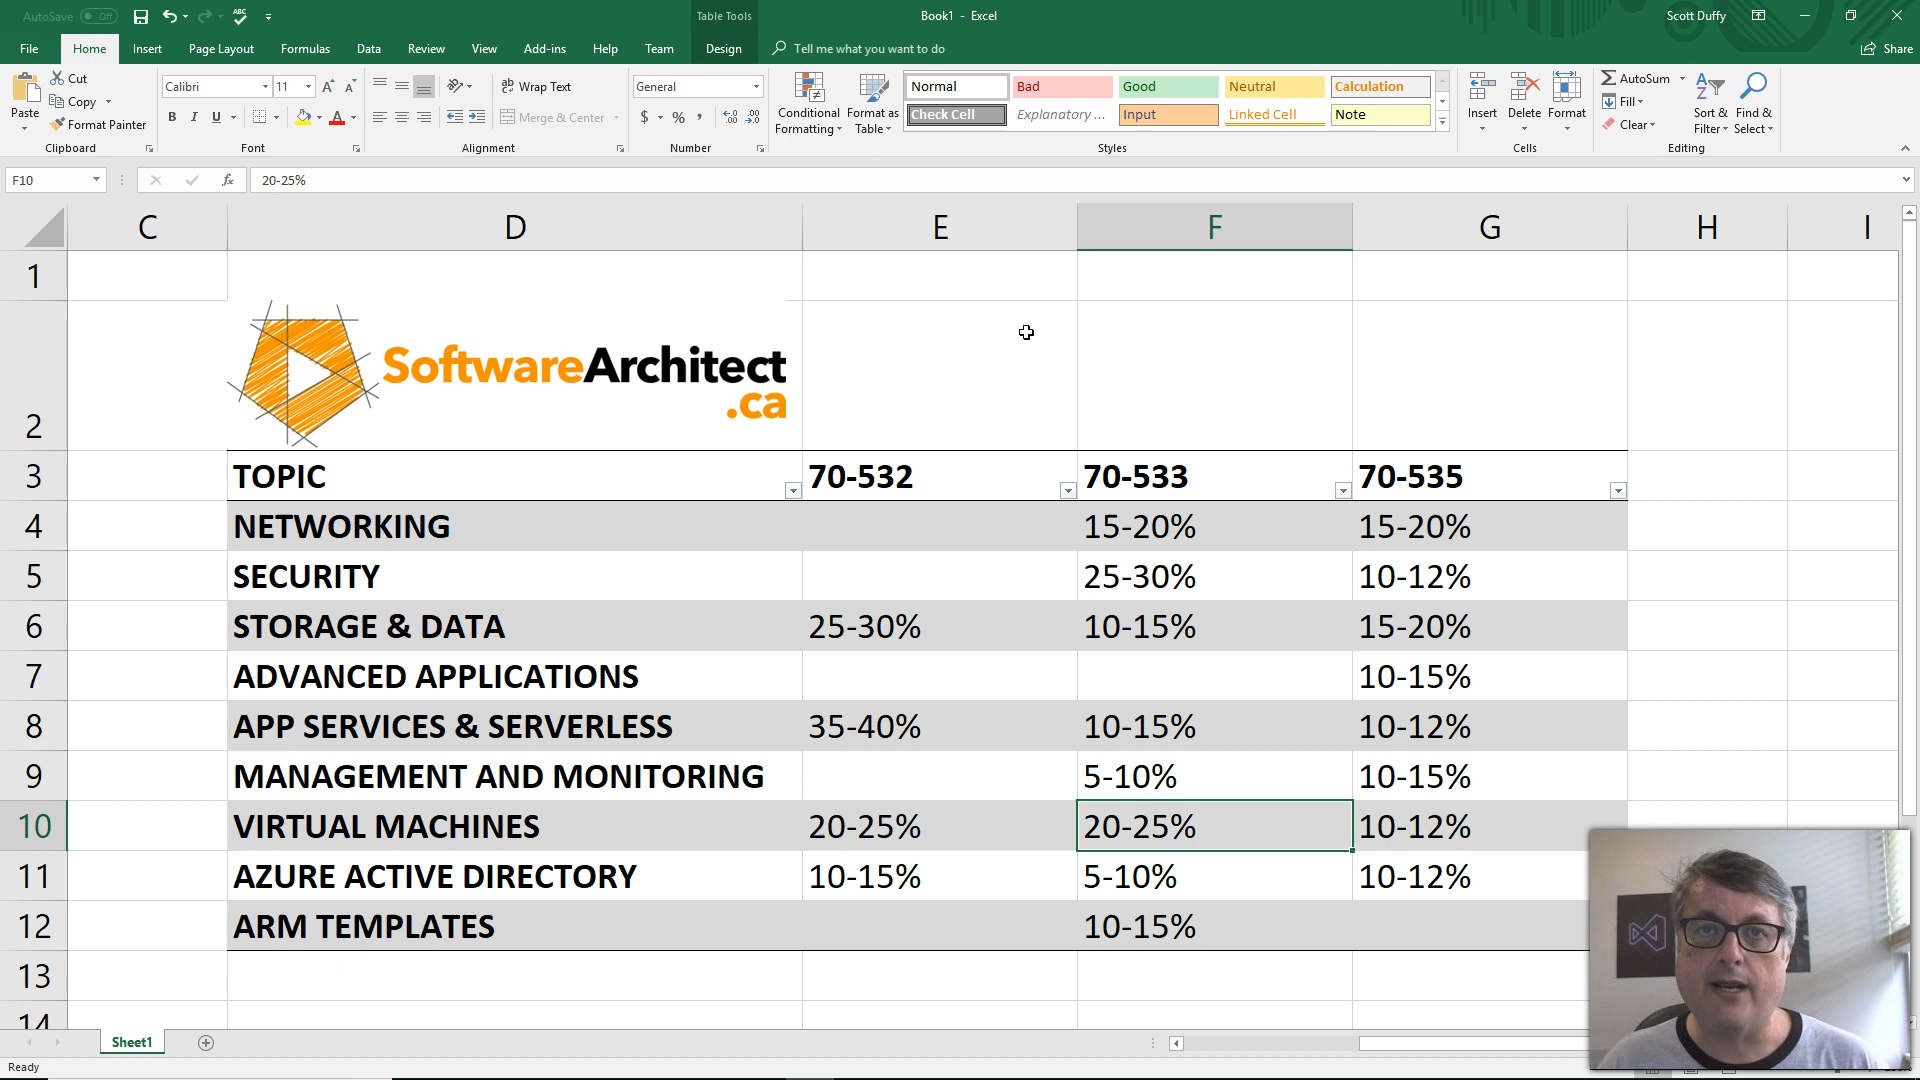 AutoSave Off
ABC
Table Tools
Book1 - Excel
Scott Duffy
File Home Insert Page Layout Formulas Data Review View Add-ins Help Team Design Tell me what you want to do Share
Paste
Cut
Copy
Format Painter
Clipboard
Calibri 11
B I U
Font
Wrap Text
Merge & Center
Alignment
General
$ % ,
Number
Conditional Formatting
Format as Table
Normal Bad Good Neutral Calculation
Check Cell Explanatory ... Input Linked Cell Note
Styles
Insert Delete Format
Cells
AutoSum
Fill
Clear
Sort & Filter
Find & Select
Editing
F10 fx 20-25%
C D E F G H I
1
2
SoftwareArchitect
.ca
3 TOPIC 70-532 70-533 70-535
4 NETWORKING 15-20% 15-20%
5 SECURITY 25-30% 10-12%
6 STORAGE & DATA 25-30% 10-15% 15-20%
7 ADVANCED APPLICATIONS 10-15%
8 APP SERVICES & SERVERLESS 35-40% 10-15% 10-12%
9 MANAGEMENT AND MONITORING 5-10% 10-15%
10 VIRTUAL MACHINES 20-25% 20-25% 10-12%
11 AZURE ACTIVE DIRECTORY 10-15% 5-10% 10-12%
12 ARM TEMPLATES 10-15%
13
14
Sheet1
Ready